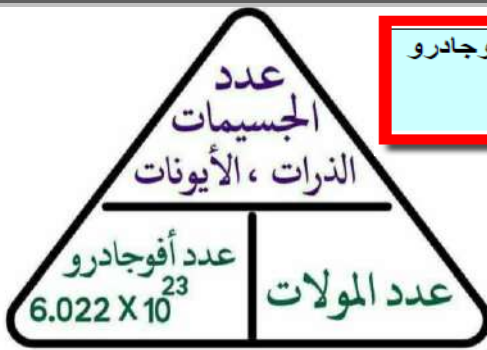 وجادرو
عدد
الجسيمات
الذرات ، الأيونات
عدد أفوجادرو
6.022 X 10^23
عدد المولات